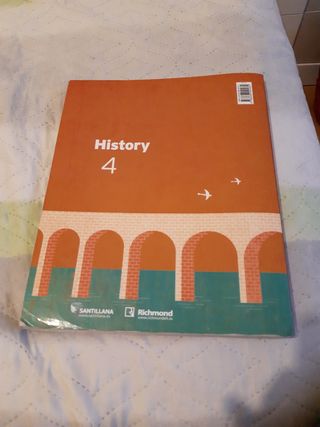 History
4
SANTILLANA
Richmond